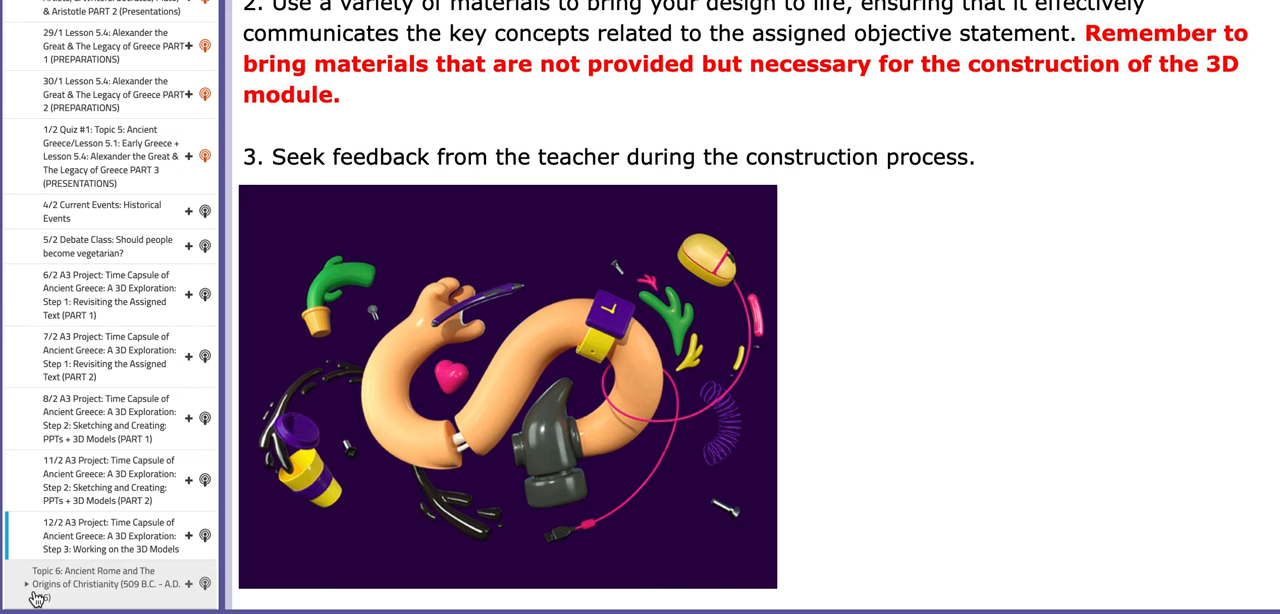 & Aristotle PART 2 (Presentations)
29/1 Lesson 5.4: Alexander the
Great & The Legacy of Greece PART
1 (PREPARATIONS)
30/1 Lesson 5.4: Alexander the
Great & The Legacy of Greece PART
2 (PREPARATIONS)
1/2 Quiz #1: Topic 5: Ancient
Greece/Lesson 5.1: Early Greece +
Lesson 5.4: Alexander the Great &
The Legacy of Greece PART 3
(PRESENTATIONS)
4/2 Current Events: Historical
Events
5/2 Debate Class: Should people
become vegetarian?
6/2 A3 Project: Time Capsule of
Ancient Greece: A 3D Exploration:
Step 1: Revisiting the Assigned
Text (PART 1)
7/2 A3 Project: Time Capsule of
Ancient Greece: A 3D Exploration:
Step 1: Revisiting the Assigned
Text (PART 2)
8/2 A3 Project: Time Capsule of
Ancient Greece: A 3D Exploration:
Step 2: Sketching and Creating:
PPTs + 3D Models (PART 1)
11/2 A3 Project: Time Capsule of
Ancient Greece: A 3D Exploration:
Step 2: Sketching and Creating:
PPTs + 3D Models (PART 2)
12/2 A3 Project: Time Capsule of
Ancient Greece: A 3D Exploration:
Step 3: Working on the 3D Models
Topic 6: Ancient Rome and The
Origins of Christianity (509 B.C. - A.D.
2. Use a variety of materials to bring your design to life, ensuring that it effectively
communicates the key concepts related to the assigned objective statement. Remember to
bring materials that are not provided but necessary for the construction of the 3D
module.
3. Seek feedback from the teacher during the construction process.
L